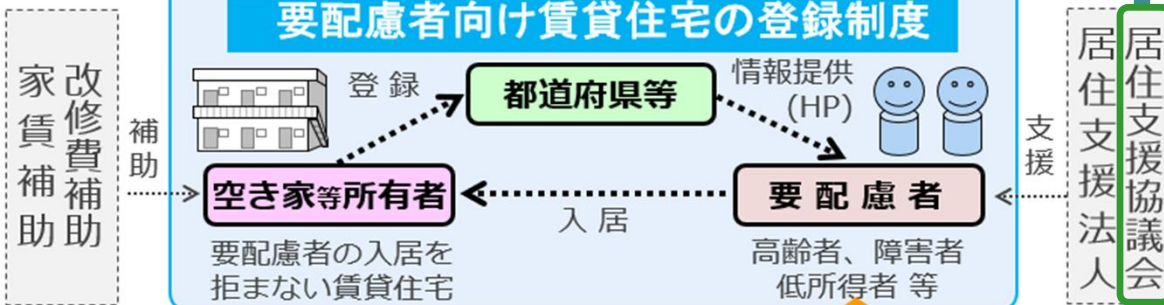 要配慮者向け賃貸住宅の登録制度
改修費補助
家賃補助
補助
登録
都道府県等
情報提供
(HP)
空き家等所有者
入居
要配慮者
要配慮者の入居を
拒まない賃貸住宅
高齢者、障害者
低所得者 等
支援
居住支援協議会
居住支援法人